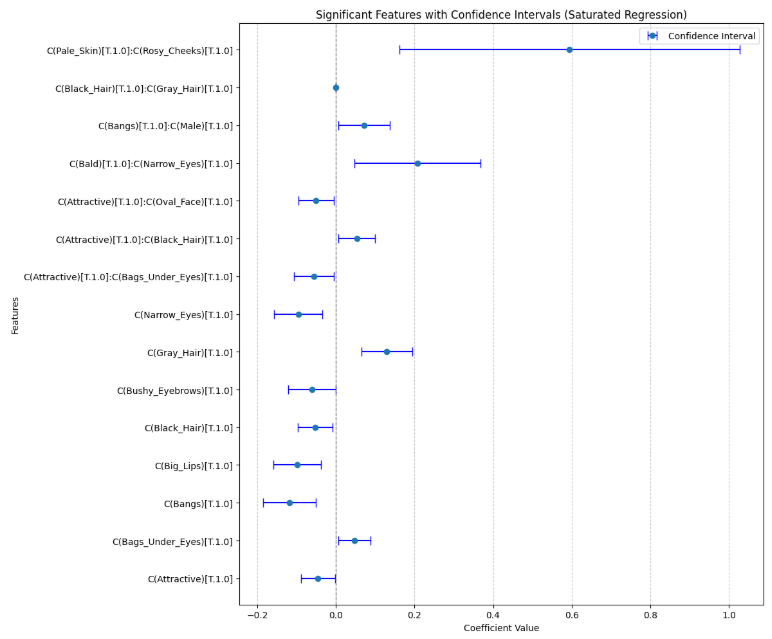 Significant Features with Confidence Intervals (Saturated Regression)
Confidence Interval
C(Pale_Skin)[T.1.0]:C(Rosy_Cheeks)[T.1.0]
C(Black_Hair)[T.1.0]:C(Gray_Hair)[T.1.0]
C(Bangs)[T.1.0]:C(Male)[T.1.0]
C(Bald)[T.1.0]:C(Narrow_Eyes)[T.1.0]
C(Attractive)[T.1.0]:C(Oval_Face)[T.1.0]
C(Attractive)[T.1.0]:C(Black_Hair)[T.1.0]
C(Attractive)[T.1.0]:C(Bags_Under_Eyes)[T.1.0]
C(Narrow_Eyes)[T.1.0]
C(Gray_Hair)[T.1.0]
C(Bushy_Eyebrows)[T.1.0]
C(Black_Hair)[T.1.0]
C(Big_Lips)[T.1.0]
C(Bangs)[T.1.0]
C(Bags_Under_Eyes)[T.1.0]
C(Attractive)[T.1.0]
Features
−0.2 0.0 0.2 0.4 0.6 0.8 1.0
Coefficient Value